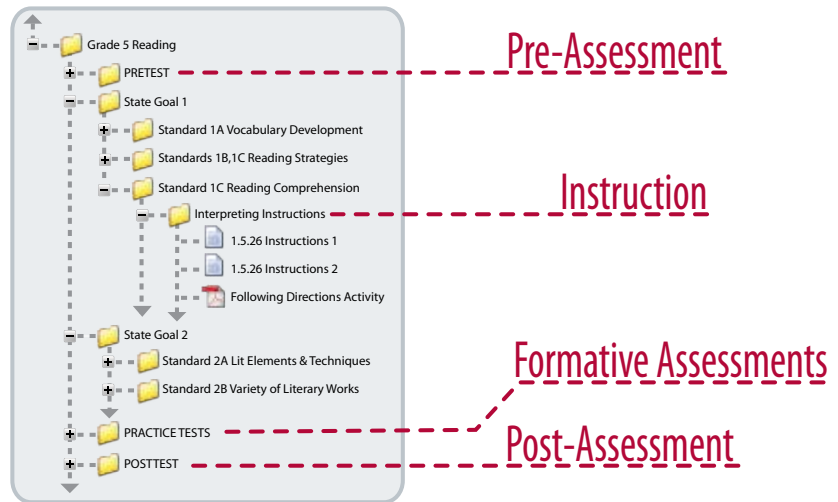 Grade 5 Reading
PRETEST
Pre-Assessment
State Goal 1
Standard 1A Vocabulary Development
Standards 1B,1C Reading Strategies
Standard 1C Reading Comprehension
Interpreting Instructions
Instruction
1.5.26 Instructions 1
1.5.26 Instructions 2
Following Directions Activity
State Goal 2
Standard 2A Lit Elements & Techniques
Standard 2B Variety of Literary Works
Formative Assessments
PRACTICE TESTS
POSTTEST
Post-Assessment